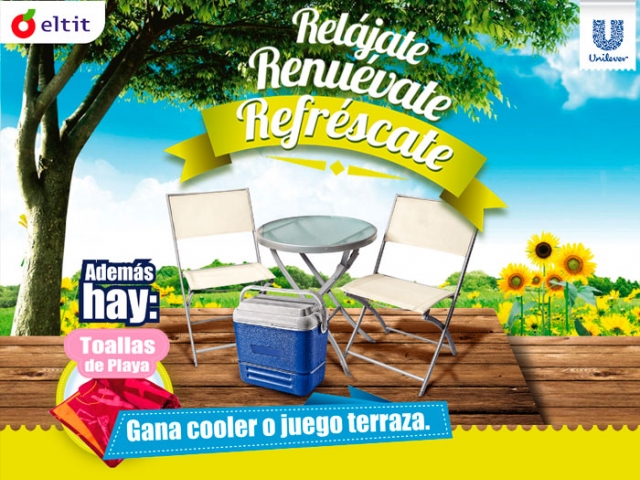 eltit
Unilever
Relájate
Renuévate
Refréscate
Además
hay:
Toallas
de Playa
Gana cooler o juego terraza.